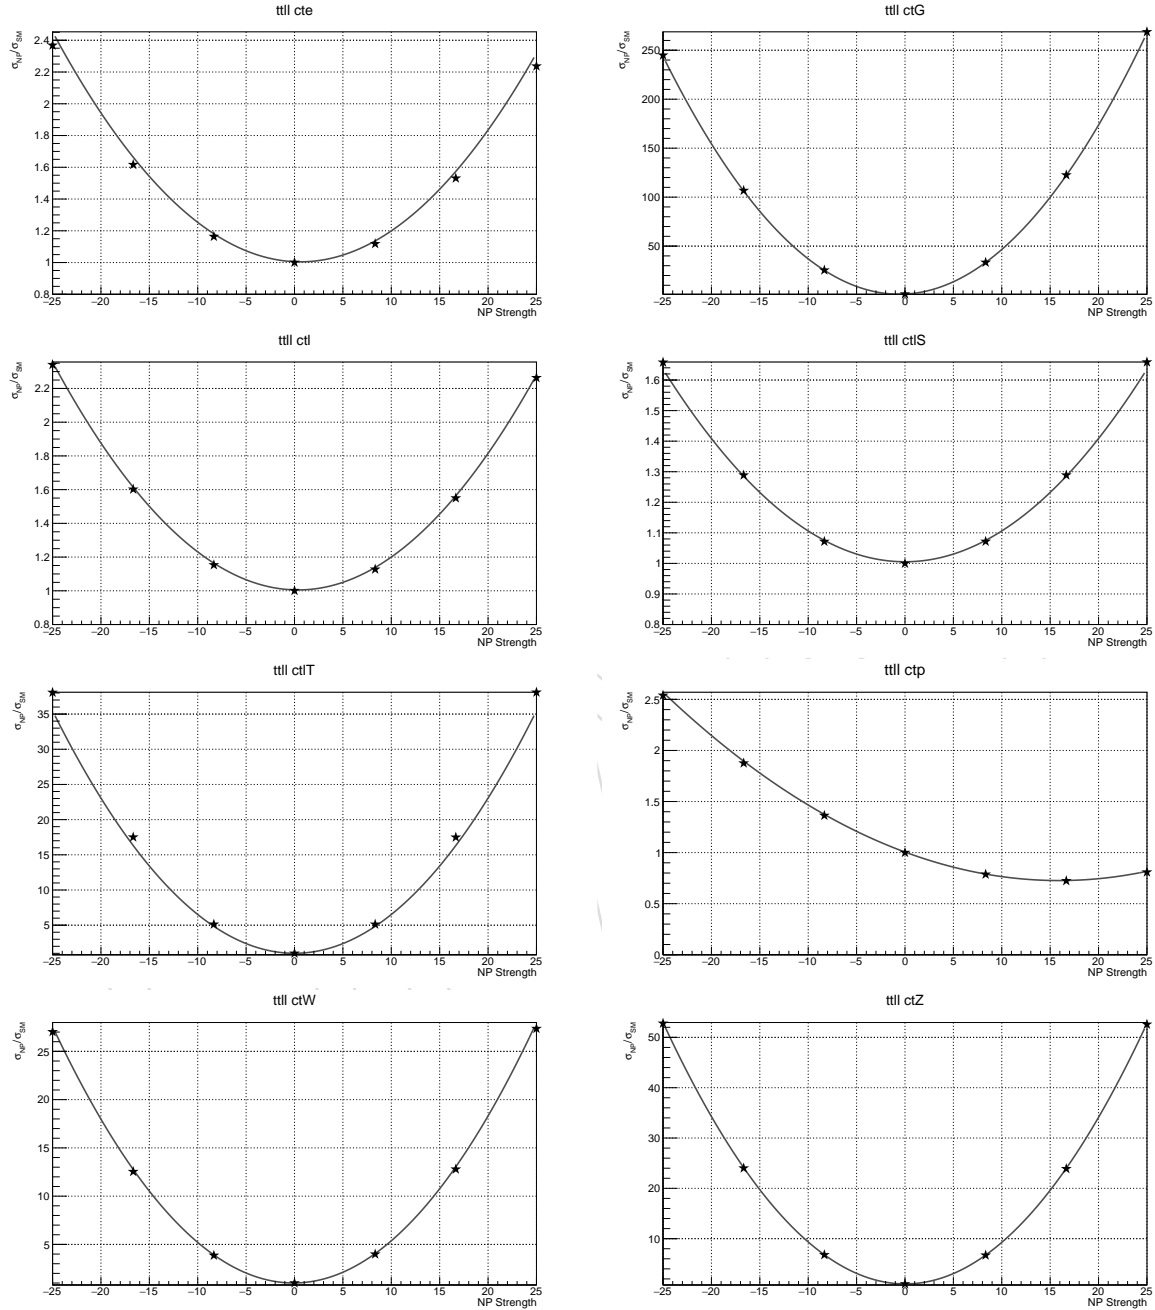 ttll cte
σNP/σSM
2.4
2.2
2
1.8
1.6
1.4
1.2
1
0.8
−25 −20 −15 −10 −5 0 5 10 15 20 25
NP Strength
ttll ctG
σNP/σSM
250
200
150
100
50
−25 −20 −15 −10 −5 0 5 10 15 20 25
NP Strength
ttll ctl
σNP/σSM
2.2
2
1.8
1.6
1.4
1.2
1
0.8
−25 −20 −15 −10 −5 0 5 10 15 20 25
NP Strength
ttll ctlS
σNP/σSM
1.6
1.5
1.4
1.3
1.2
1.1
1
0.9
0.8
−25 −20 −15 −10 −5 0 5 10 15 20 25
NP Strength
ttll ctlT
σNP/σSM
35
30
25
20
15
10
5
−25 −20 −15 −10 −5 0 5 10 15 20 25
NP Strength
ttll ctp
σNP/σSM
2.5
2
1.5
1
0.5
0
−25 −20 −15 −10 −5 0 5 10 15 20 25
NP Strength
ttll ctW
σNP/σSM
25
20
15
10
5
−25 −20 −15 −10 −5 0 5 10 15 20 25
NP Strength
ttll ctZ
σNP/σSM
50
40
30
20
10
−25 −20 −15 −10 −5 0 5 10 15 20 25
NP Strength